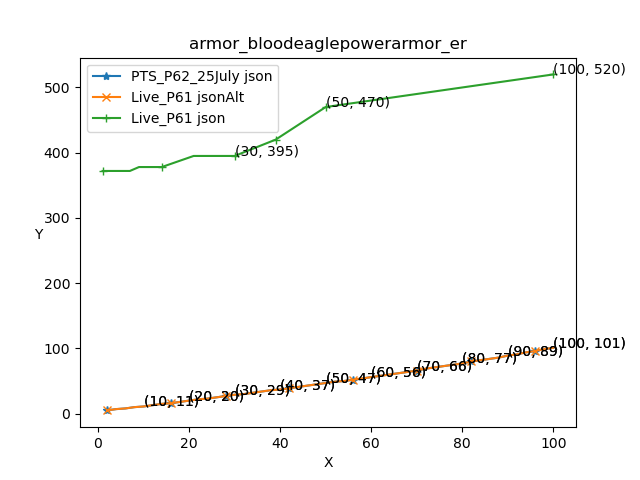 armor_bloodeaglepowerarmor_er
PTS_P62_25July json
Live_P61 jsonAlt
Live_P61 json
(100, 520)
(50, 470)
(30, 395)
(100, 101)
(90, 89)
(80, 77)
(70, 66)
(60, 56)
(50, 47)
(40, 37)
(30, 29)
(20, 20)
(10, 11)
500
400
300
200
100
0
Y
0 20 40 60 80 100
X